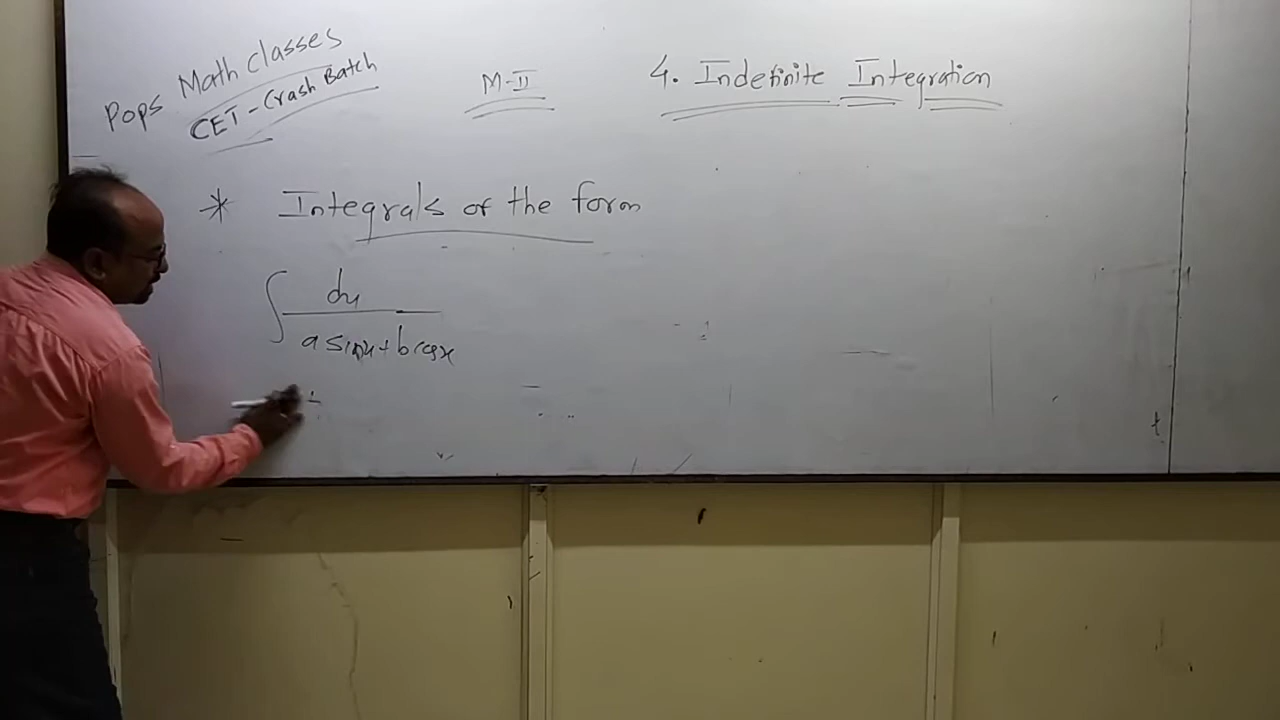 Pops Math Classes
CET - Crash Batch
M-II
4. Indefinite Integration
* Integrals of the form
∫ dx
a sinx + b cosx